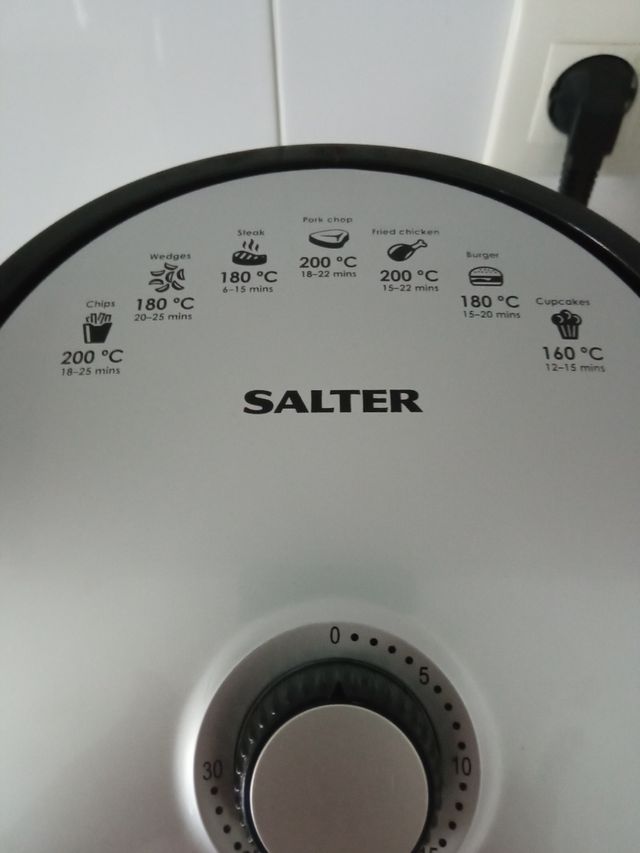 Chips
200 °C
18-25 mins
Wedges
180 °C
20-25 mins
Steak
180 °C
6-15 mins
Pork chop
200 °C
18-22 mins
Fried chicken
200 °C
15-22 mins
Burger
180 °C
15-20 mins
Cupcakes
160 °C
12-15 mins
SALTER
0
5
10
30